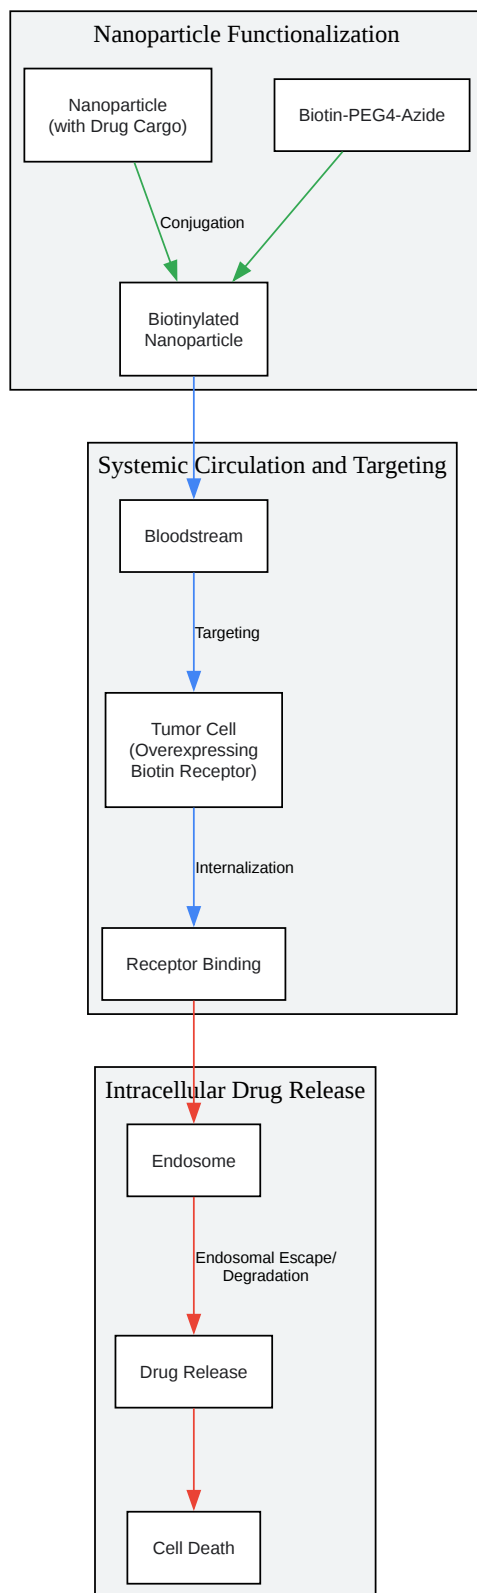 Nanoparticle Functionalization
Nanoparticle
(with Drug Cargo)
Biotin-PEG4-Azide
Conjugation
Biotinylated
Nanoparticle
Systemic Circulation and Targeting
Bloodstream
Targeting
Tumor Cell
(Overexpressing
Biotin Receptor)
Internalization
Receptor Binding
Intracellular Drug Release
Endosome
Endosomal Escape/
Degradation
Drug Release
Cell Death